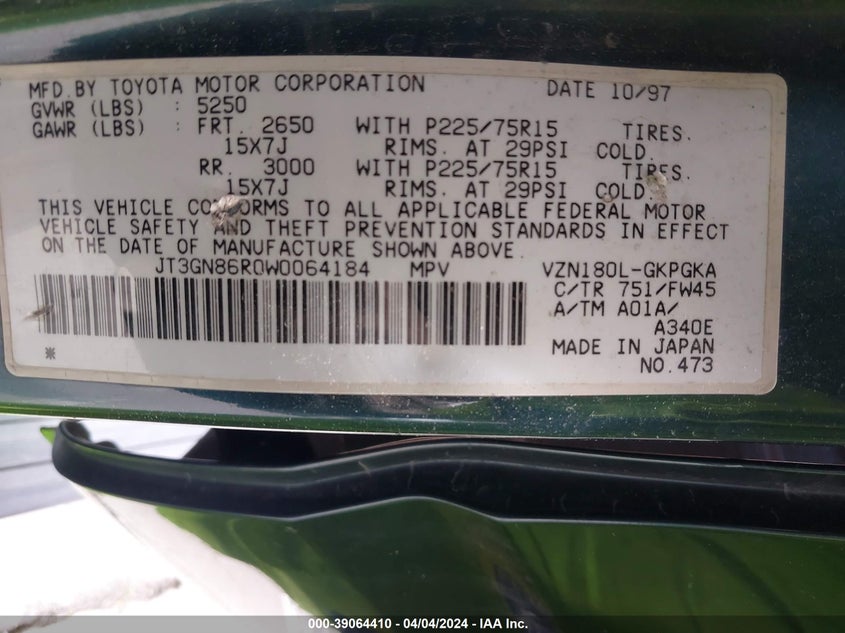 MFD.BY TOYOTA MOTOR CORPORATION DATE 10/97
GVWR (LBS) : 5250
GAWR (LBS) : FRT. 2650 WITH P225/75R15 TIRES.
15X7J RIMS. AT 29PSI COLD.
RR. 3000 WITH P225/75R15 TIRES.
15X7J RIMS. AT 29PSI COLD.
THIS VEHICLE CONFORMS TO ALL APPLICABLE FEDERAL MOTOR
VEHICLE SAFETY AND THEFT PREVENTION STANDARDS IN EFFECT
ON THE DATE OF MANUFACTURE SHOWN ABOVE.
JT3GN86R0W0064184 MPV VZN180L-GKPGKA
C/TR 751/FW45
A/TM A01A/
A340E
MADE IN JAPAN
NO.473
000-39064410 - 04/04/2024 - IAA Inc.